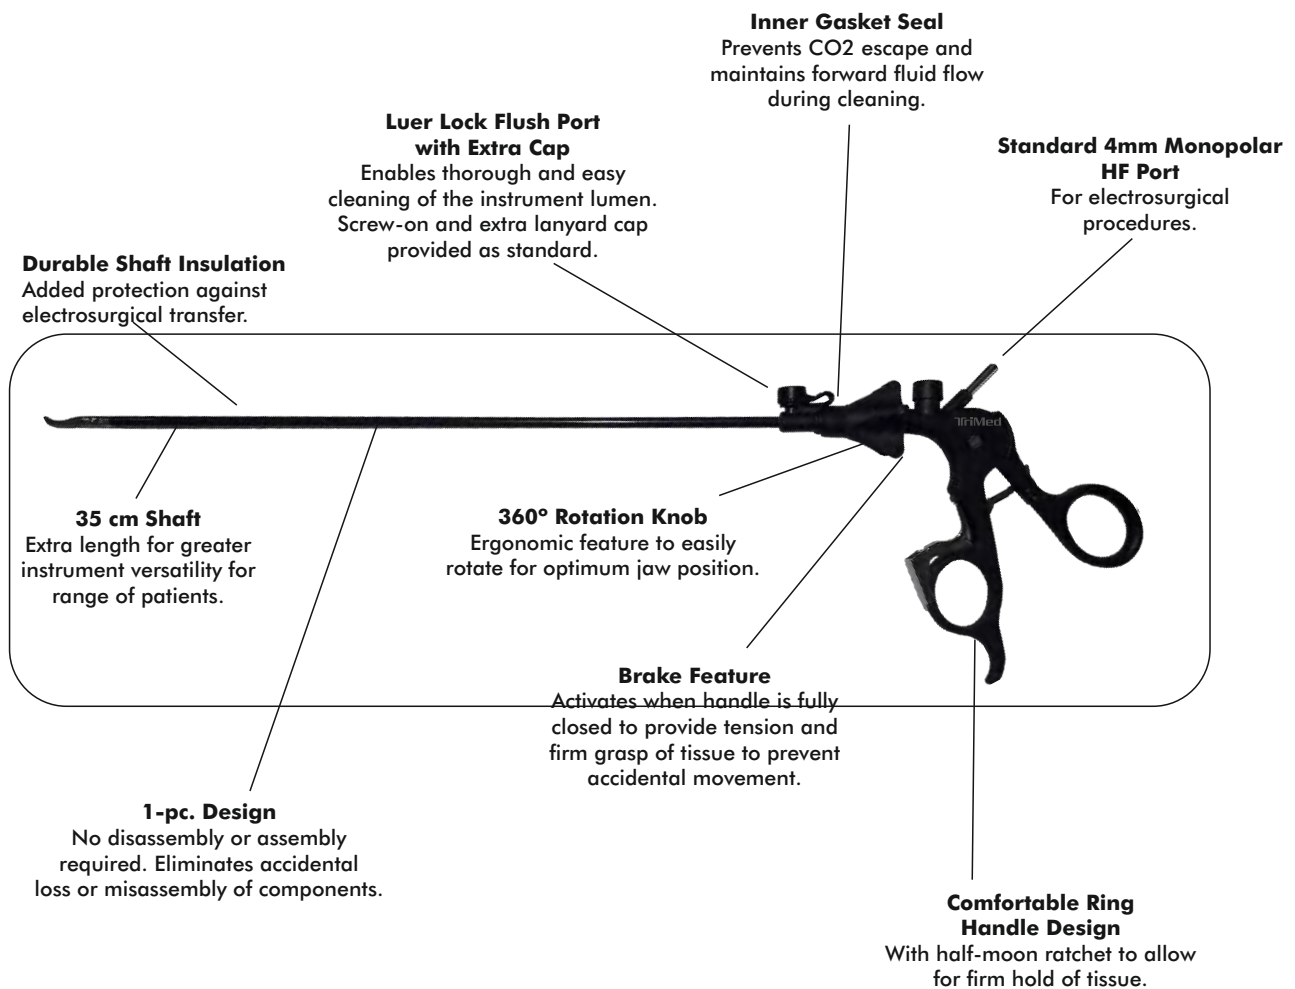 Inner Gasket Seal
Prevents CO2 escape and
maintains forward fluid flow
during cleaning.
Luer Lock Flush Port
with Extra Cap
Enables thorough and easy
cleaning of the instrument lumen.
Screw-on and extra lanyard cap
provided as standard.
Standard 4mm Monopolar
HF Port
For electrosurgical
procedures.
Durable Shaft Insulation
Added protection against
electrosurgical transfer.
TriMed
35 cm Shaft
Extra length for greater
instrument versatility for
range of patients.
360º Rotation Knob
Ergonomic feature to easily
rotate for optimum jaw position.
Brake Feature
Activates when handle is fully
closed to provide tension and
firm grasp of tissue to prevent
accidental movement.
1-pc. Design
No disassembly or assembly
required. Eliminates accidental
loss or misassembly of components.
Comfortable Ring
Handle Design
With half-moon ratchet to allow
for firm hold of tissue.